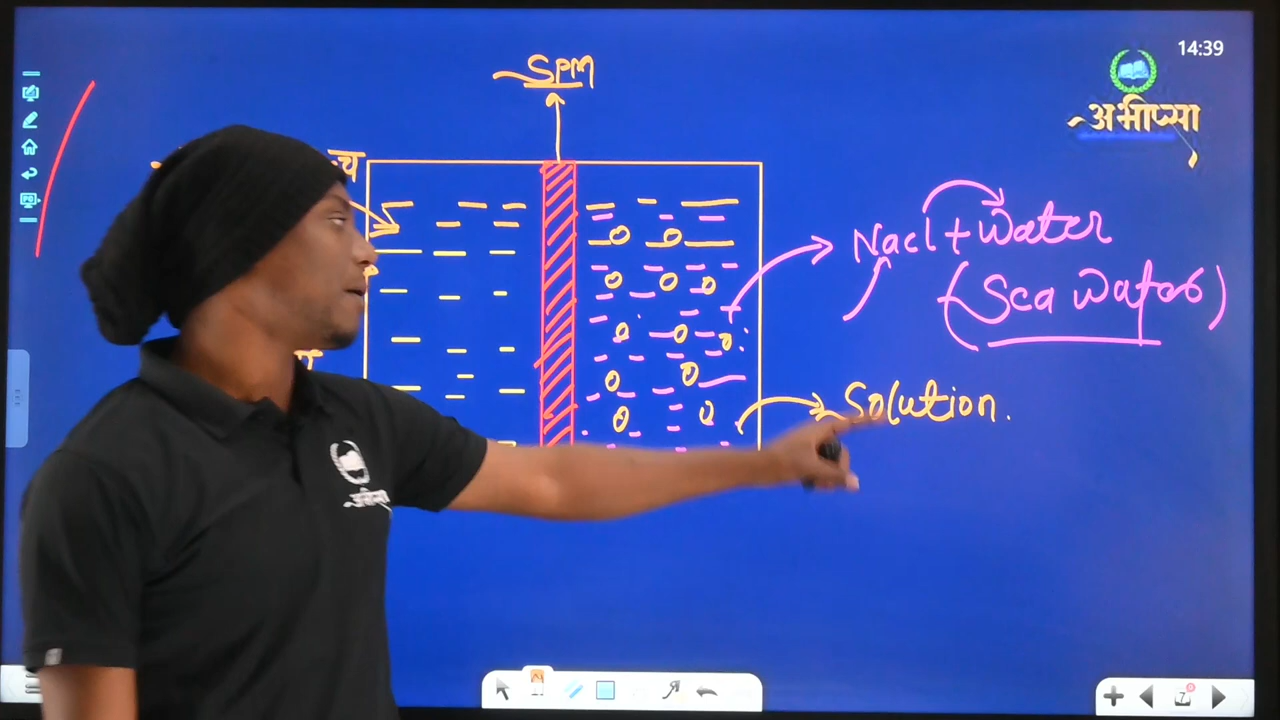 14:39
अभीप्सा
SPM
च
Nacl + Water
(Sea Water)
Solution.